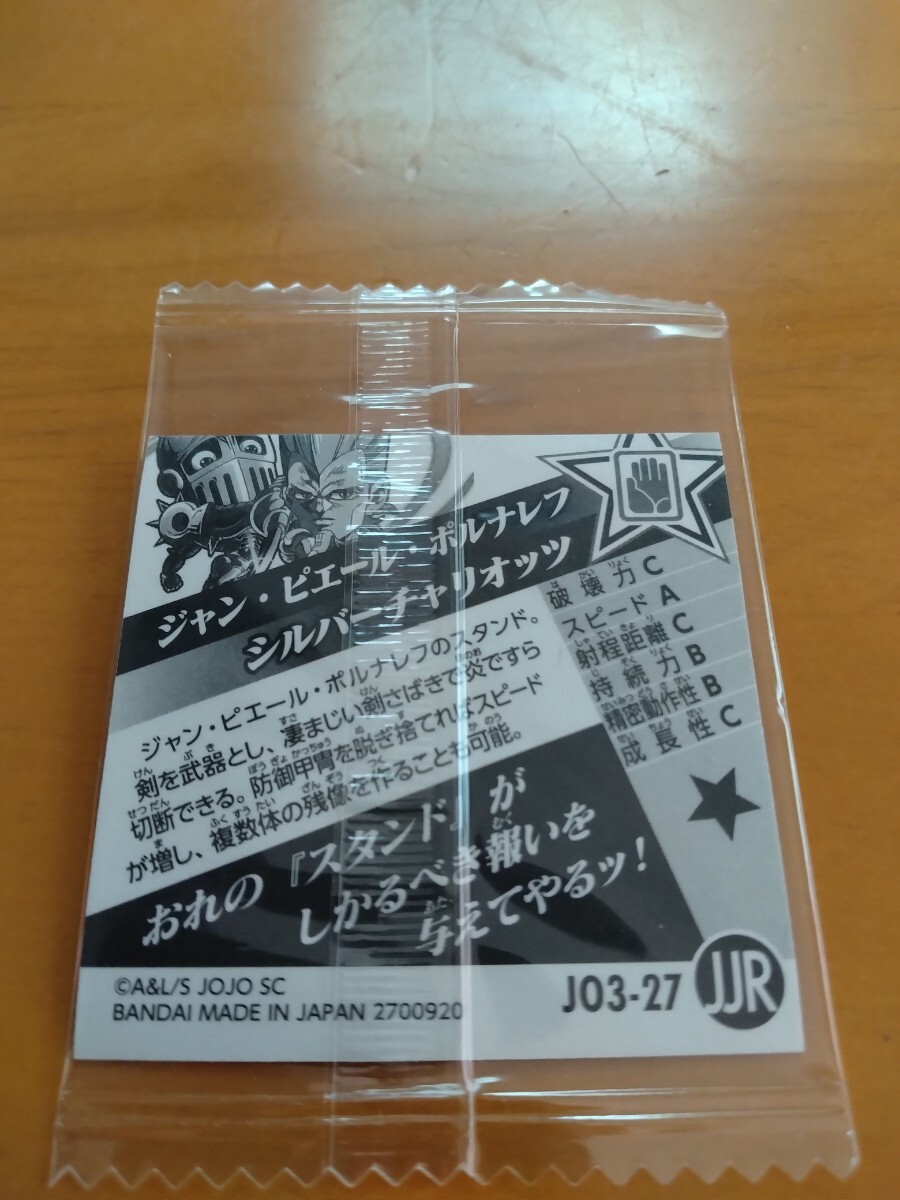 ジャン・ピエール・ポルナレフ
シルバーチャリオッツ
破壊力 C
スピード A
射程距離 C
持続力 B
精密動作性 B
成長性 C
ジャン・ピエール・ポルナレフのスタンド。
剣を武器とし、凄まじい剣さばきで炎ですら
切断できる。防御甲冑を脱ぎ捨てればスピード
が増し、複数体の残像を作ることも可能。
おれの『スタンド』が
しかるべき報いを
与えてやるッ!
©A&L/S JOJO SC
BANDAI MADE IN JAPAN 2700920
JO3-27
JJR